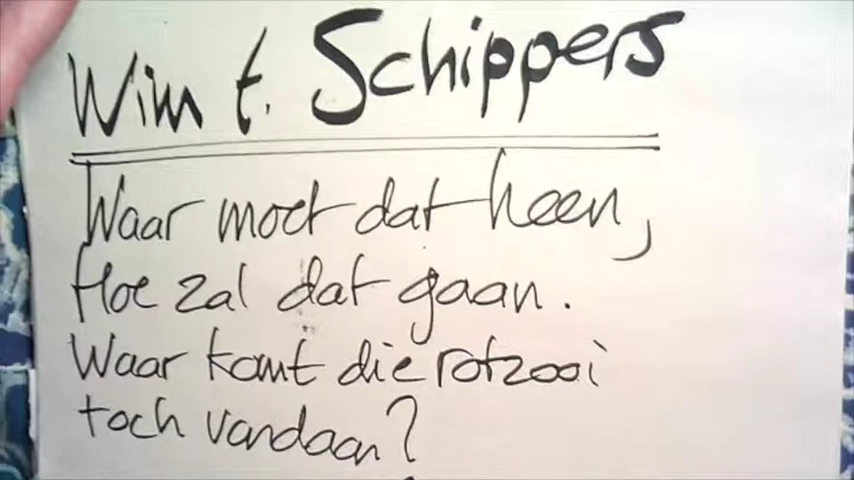 Wim t. Schippers
Waar moet dat heen,
Hoe zal dat gaan.
Waar komt die rotzooi
toch vandaan?